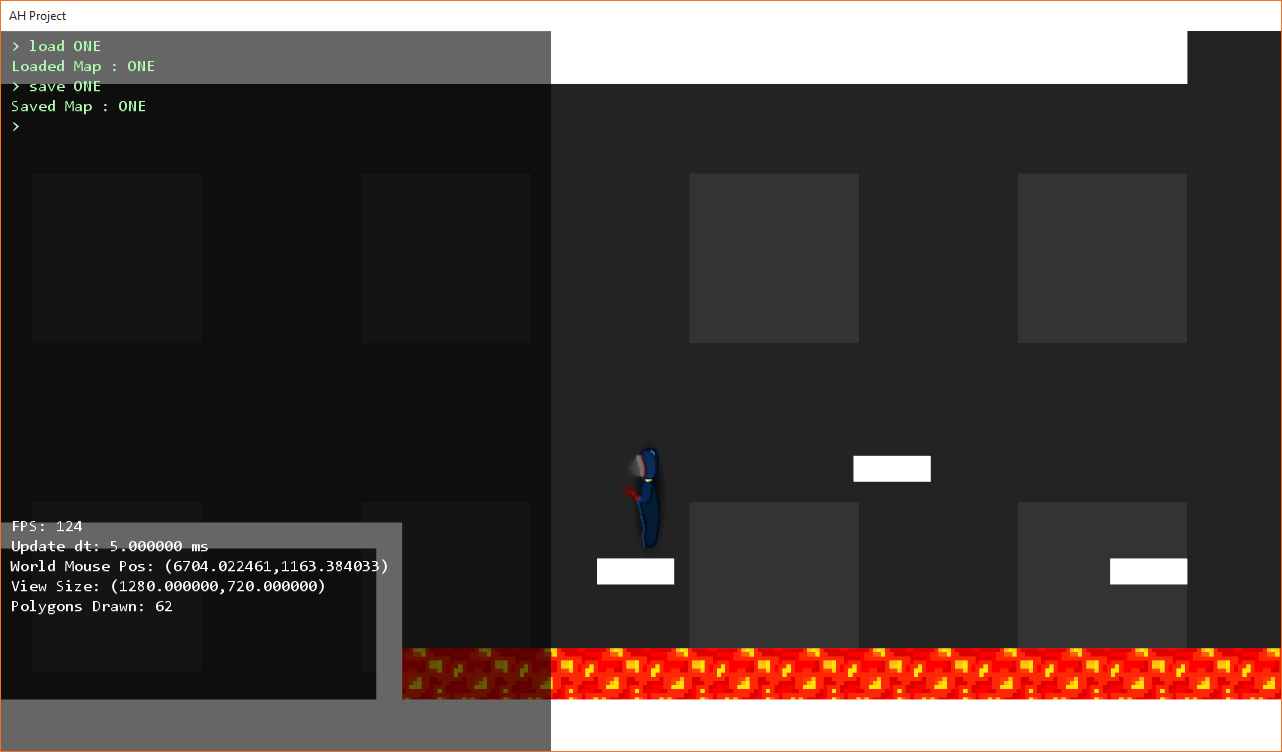 AH Project
> load ONE
Loaded Map : ONE
> save ONE
Saved Map : ONE
>
FPS: 124
Update dt: 5.000000 ms
World Mouse Pos: (6704.022461,1163.384033)
View Size: (1280.000000,720.000000)
Polygons Drawn: 62